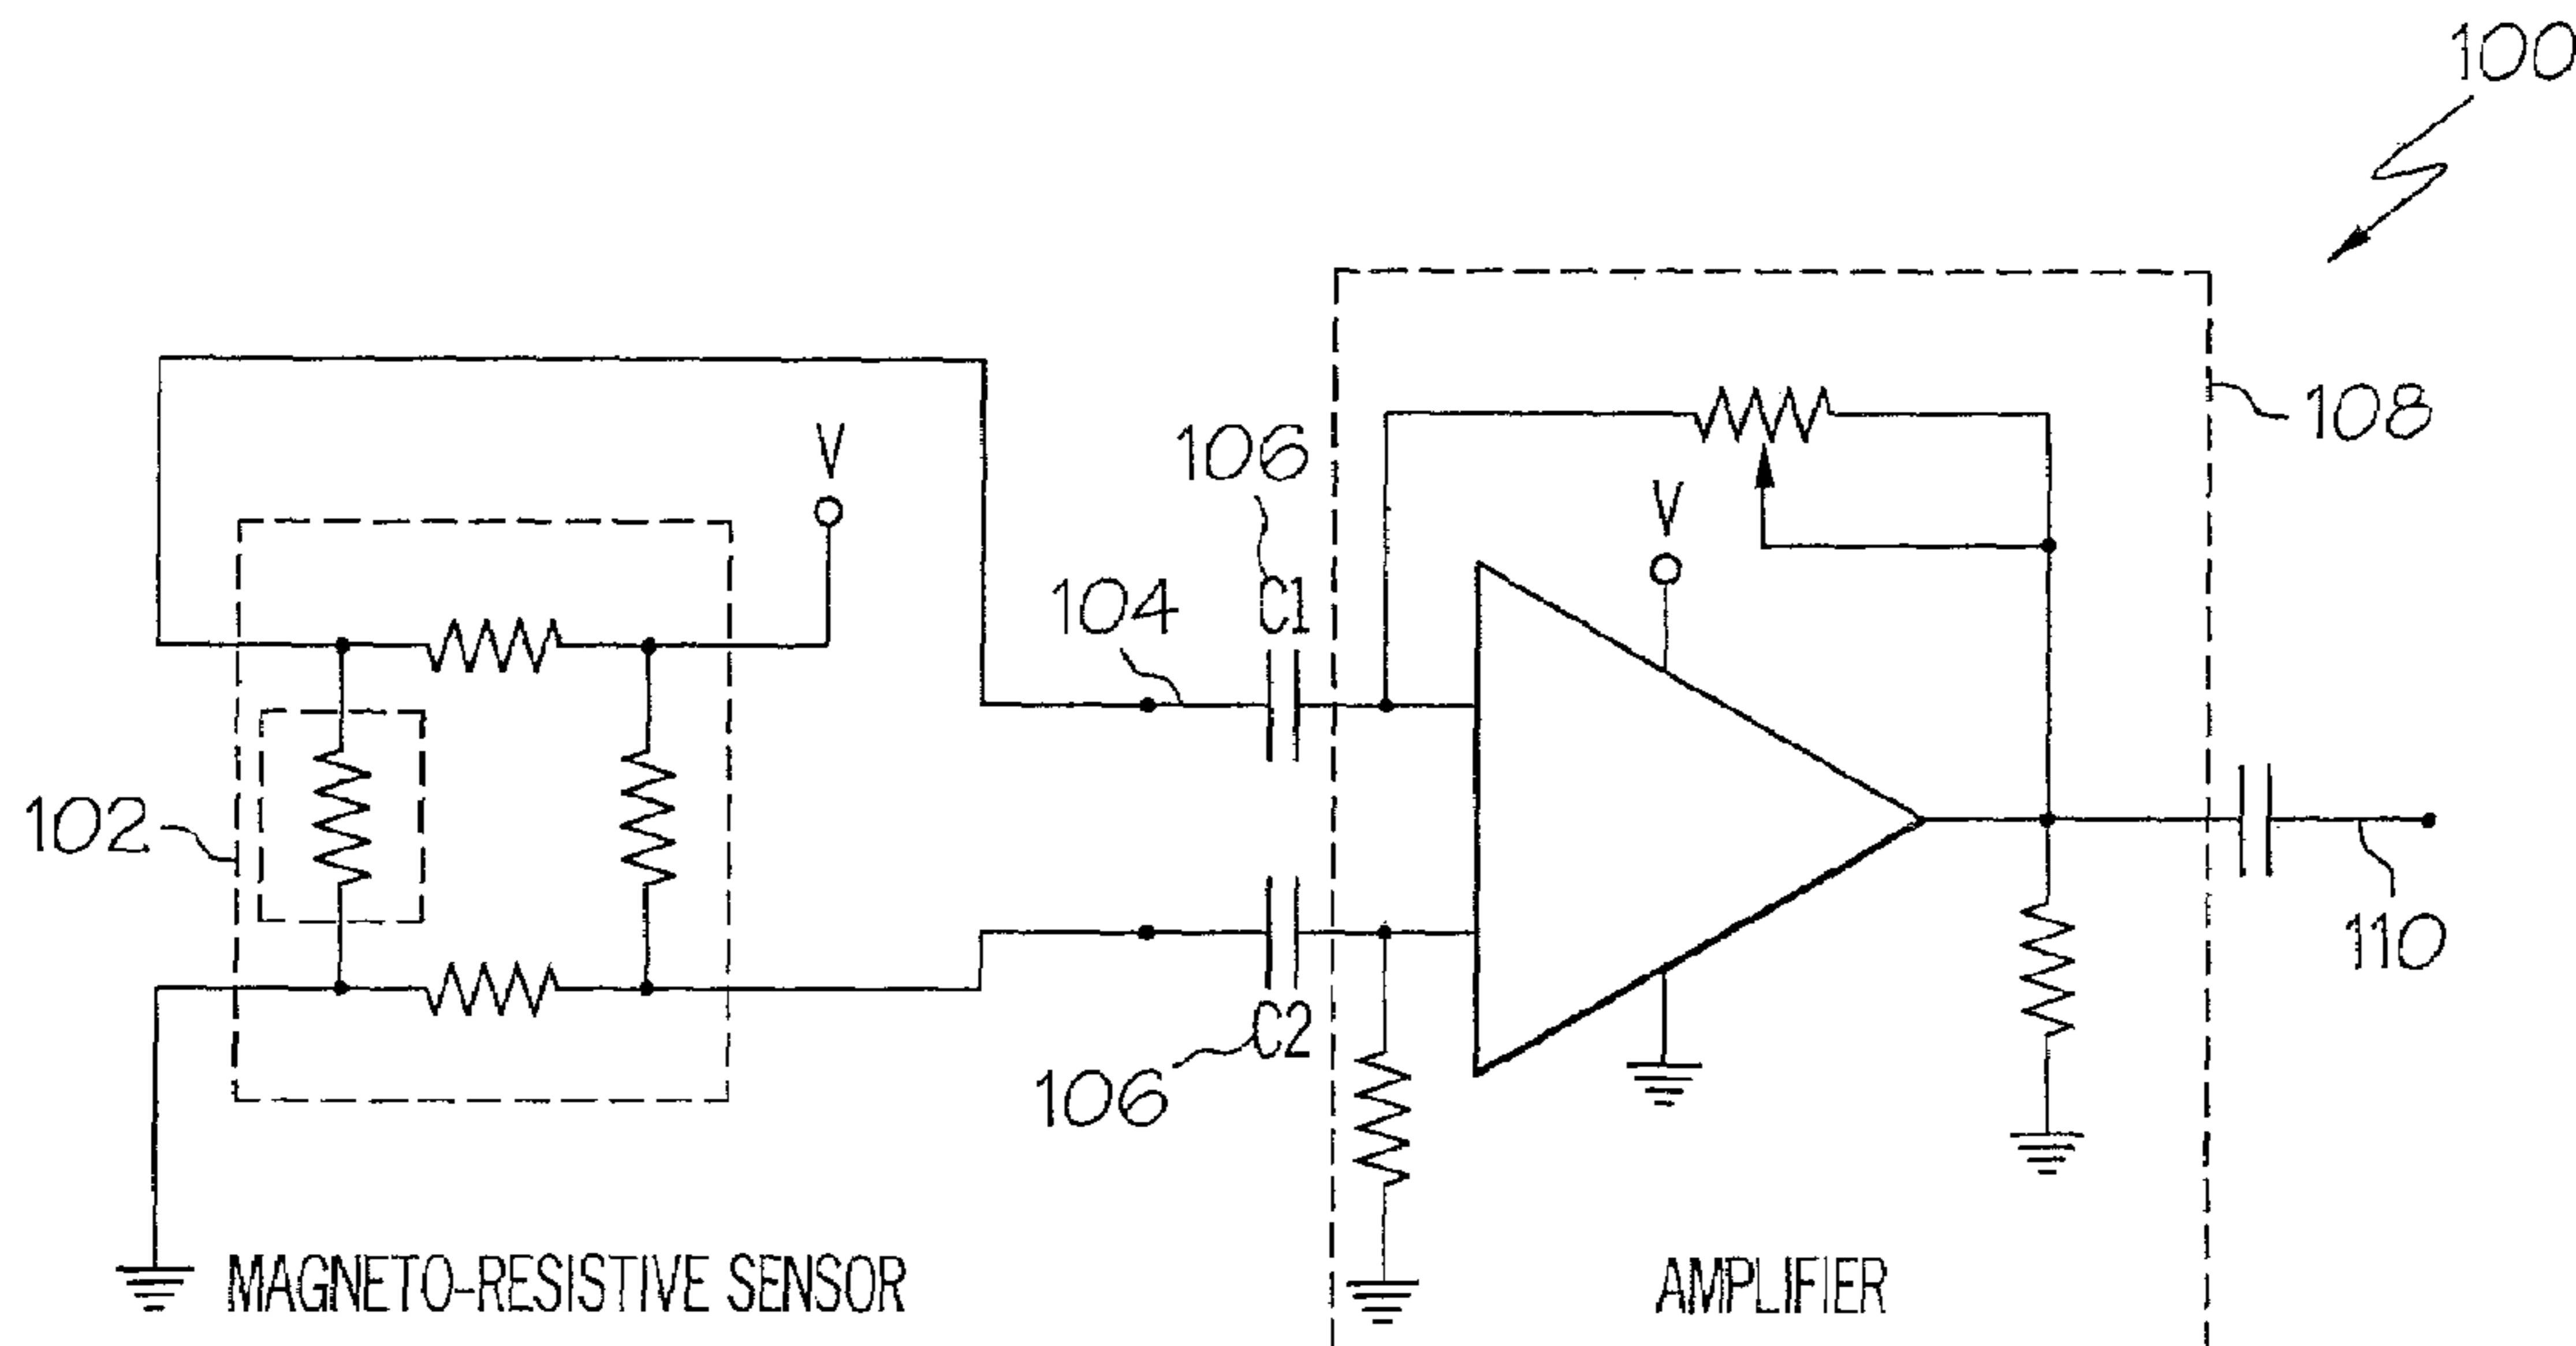 100
108
V
106
V
104
C1
102
110
C2
106
MAGNETO-RESISTIVE SENSOR
AMPLIFIER